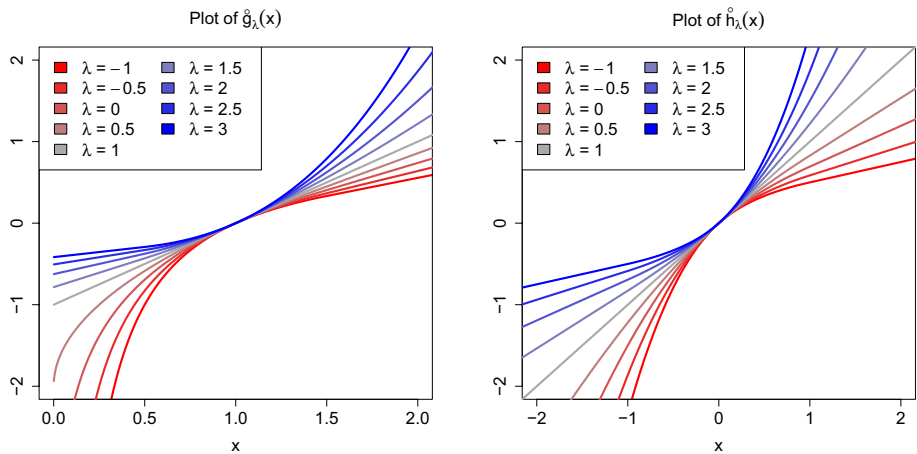 Plot of g̊λ(x)
λ = −1
λ = −0.5
λ = 0
λ = 0.5
λ = 1
λ = 1.5
λ = 2
λ = 2.5
λ = 3
2
1
0
−1
−2
0.0 0.5 1.0 1.5 2.0
x
Plot of h̊λ(x)
λ = −1
λ = −0.5
λ = 0
λ = 0.5
λ = 1
λ = 1.5
λ = 2
λ = 2.5
λ = 3
2
1
0
−1
−2
−2 −1 0 1 2
x